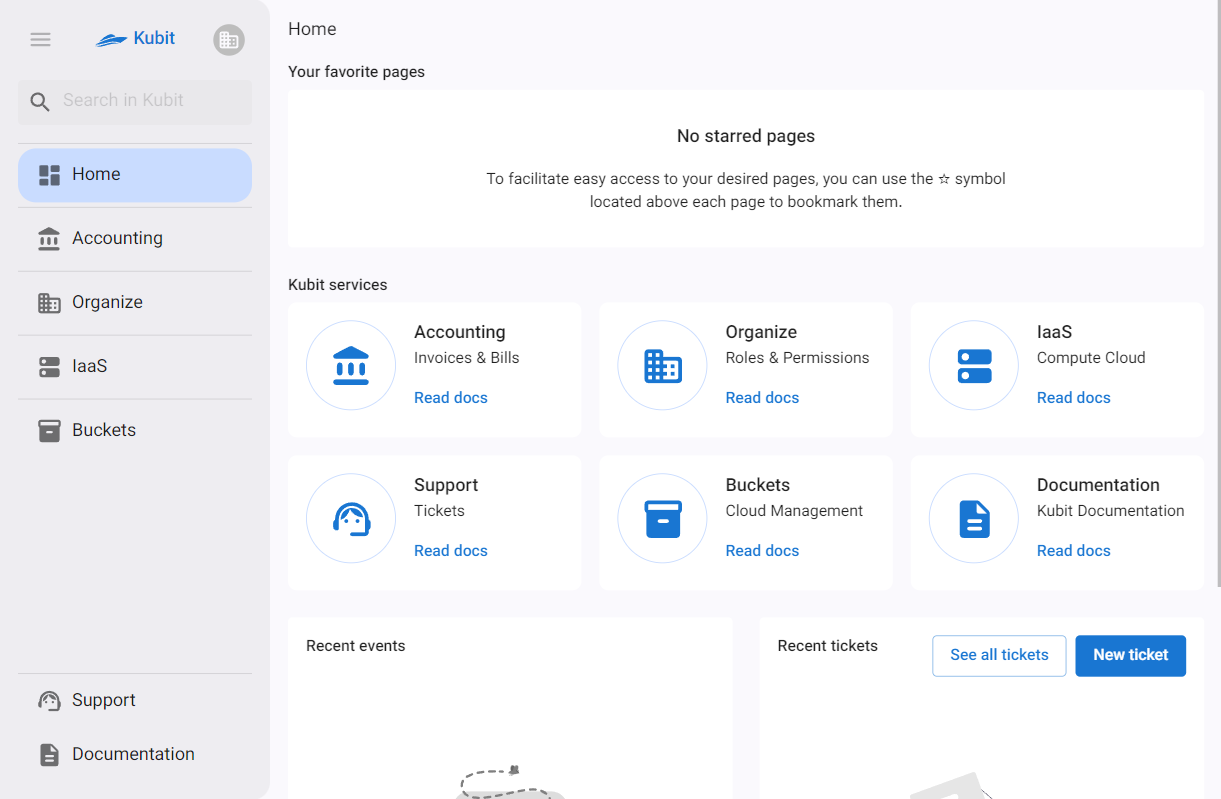 Kubit
Search in Kubit
Home
Accounting
Organize
IaaS
Buckets
Support
Documentation
Home
Your favorite pages
No starred pages
To facilitate easy access to your desired pages, you can use the ☆ symbol
located above each page to bookmark them.
Kubit services
Accounting
Invoices & Bills
Read docs
Organize
Roles & Permissions
Read docs
IaaS
Compute Cloud
Read docs
Support
Tickets
Read docs
Buckets
Cloud Management
Read docs
Documentation
Kubit Documentation
Read docs
Recent events
Recent tickets
See all tickets
New ticket